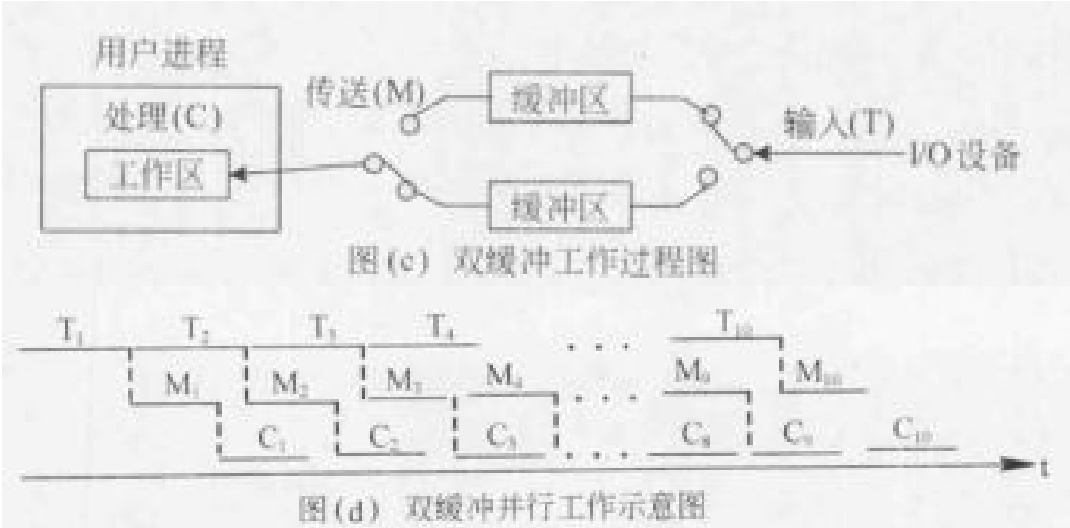 用户进程
传送(M)
缓冲区
处理(C)
输入(T)
工作区
I/O 设备
缓冲区
图(c) 双缓冲工作过程图
T₁ T₂ T₃ T₄ · · · · T₁₀
M₁ M₂ M₃ M₄ · · · · M₉ M₁₀
C₁ C₂ C₃ · · · · C₈ C₉ C₁₀
t
图(d) 双缓冲并行工作示意图